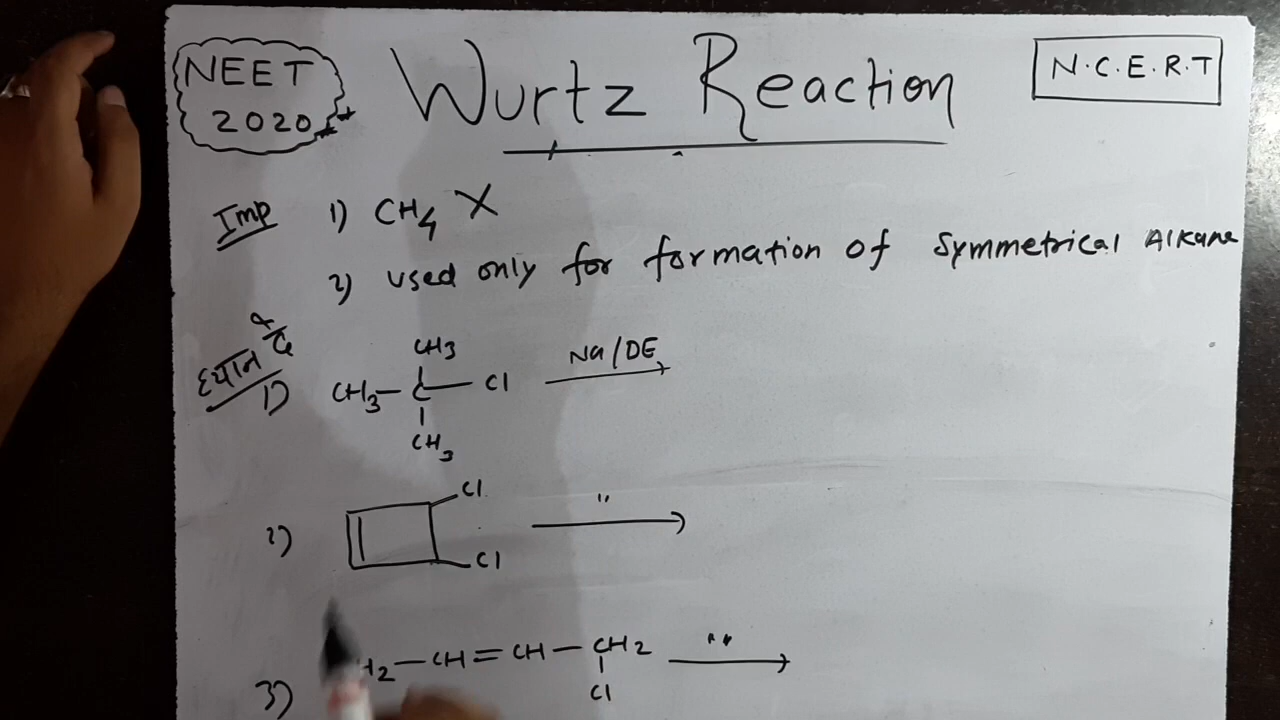 NEET
2020
Wurtz Reaction
N.C.E.R.T
Imp 1) CH4 X
2) used only for formation of symmetrical Alkane
ध्यान दे
1) CH3
CH3-C-Cl Na/DE →
CH3
2) Cl
Cl " →
3) H2-CH=CH-CH2 " →
Cl